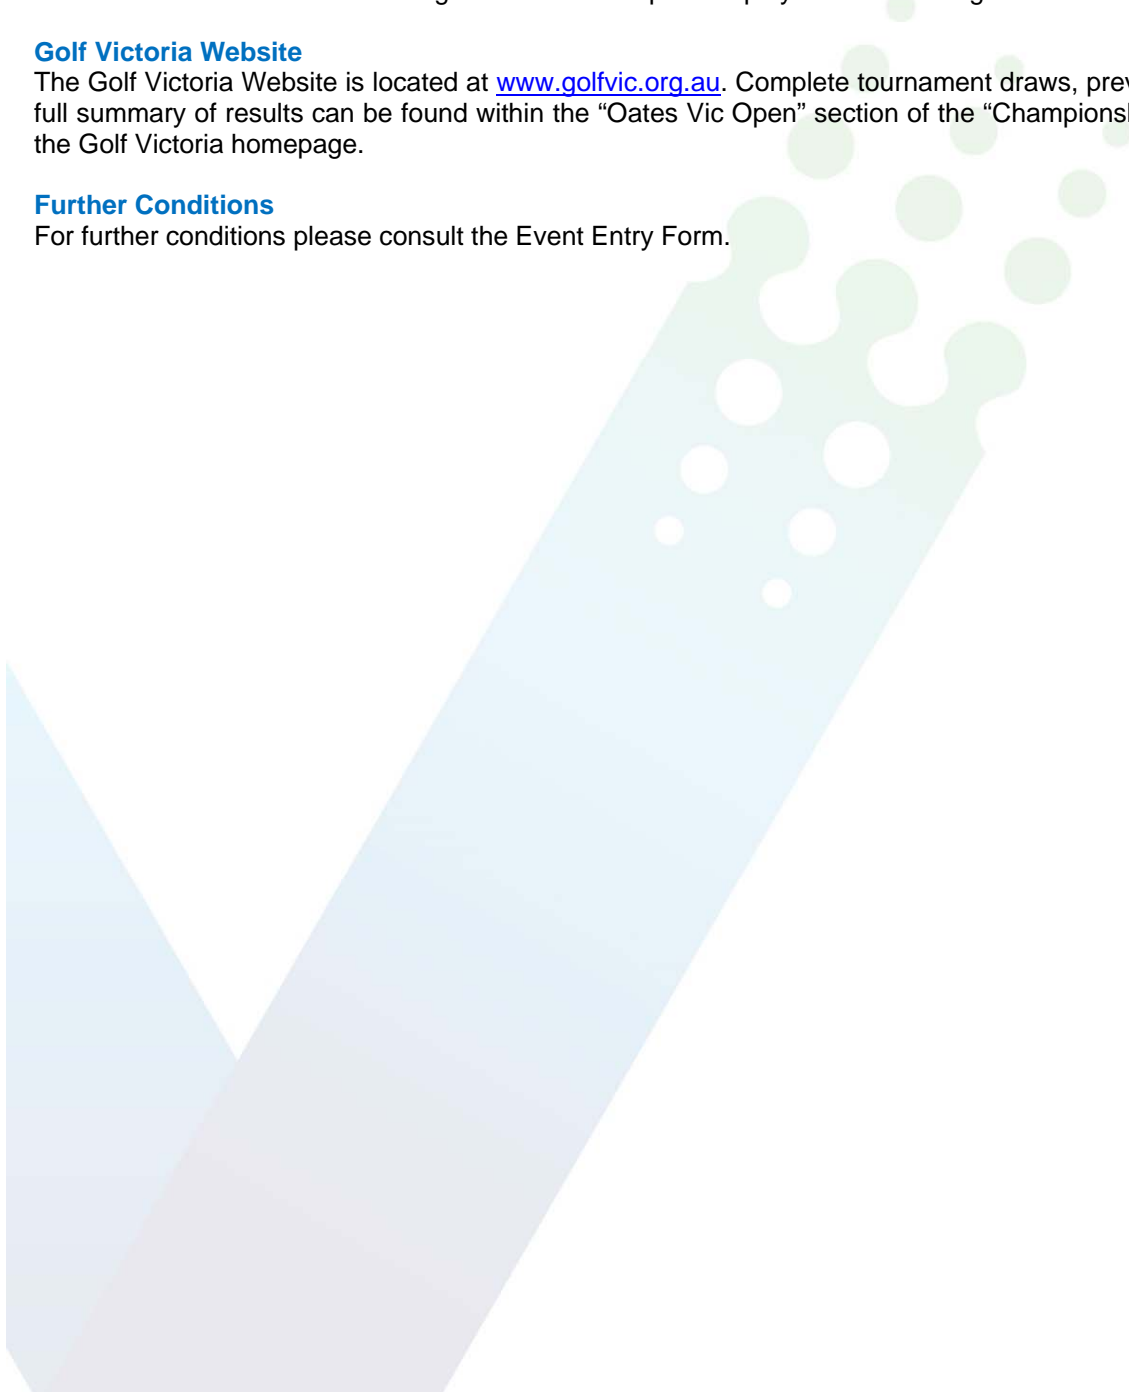 Golf Victoria Website
The Golf Victoria Website is located at www.golfvic.org.au. Complete tournament draws,
full summary of results can be found within the “Oates Vic Open” section of the
the Golf Victoria homepage.
Further Conditions
For further conditions please consult the Event Entry Form.